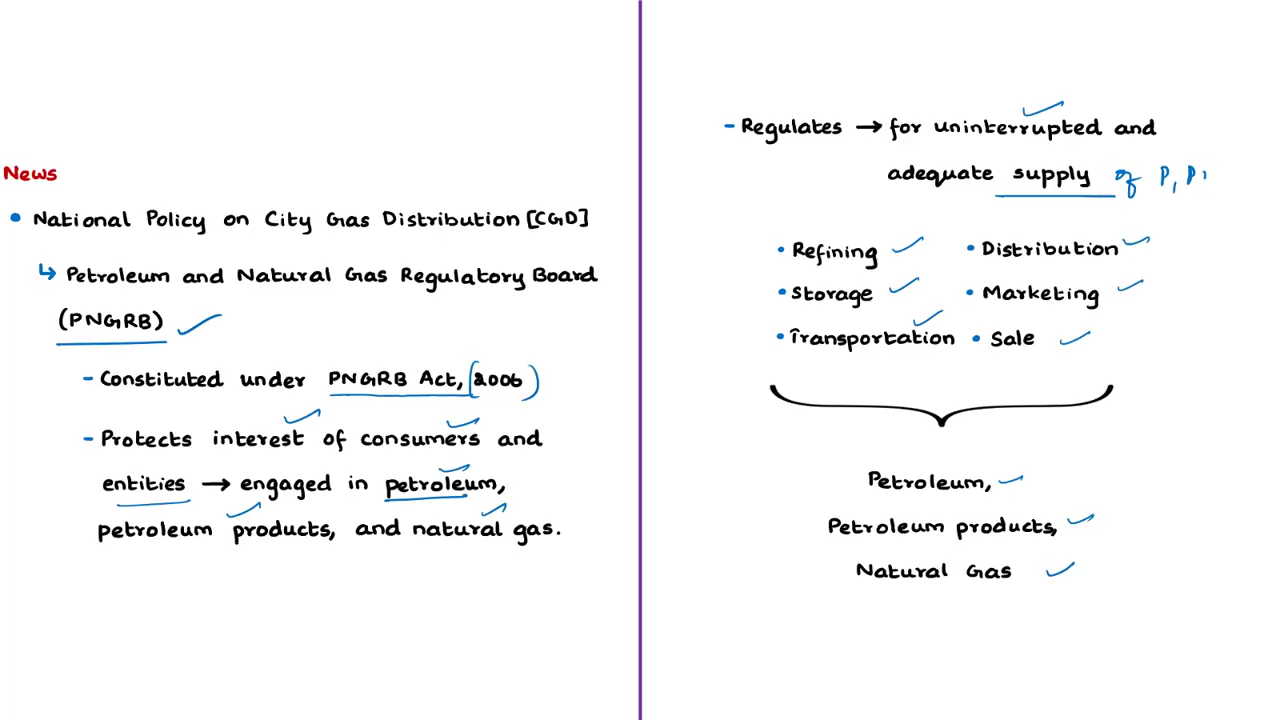 News
• National Policy on City Gas Distribution [CGD]
↳ Petroleum and Natural Gas Regulatory Board
(PNGRB)
- Constituted under PNGRB Act, (2006)
- Protects interest of consumers and
entities → engaged in petroleum,
petroleum products, and natural gas.
- Regulates → for uninterrupted and
adequate supply of P, P
• Refining • Distribution
• Storage • Marketing
• Transportation • Sale
Petroleum,
Petroleum products,
Natural Gas